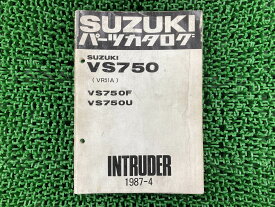 SUZUKI
パーツカタログ
SUZUKI
VS750
(VR51A)
VS750F
VS750U
INTRUDER
1987-4